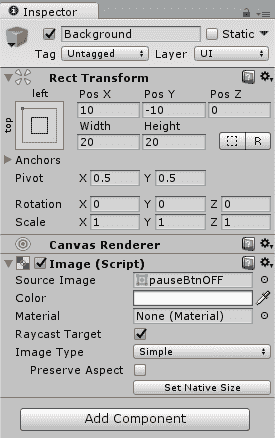 Inspector
Background Static
Tag Untagged Layer UI
Rect Transform
left Pos X Pos Y Pos Z
top 10 -10 0
Width Height
20 20 R
Anchors
Pivot X 0.5 Y 0.5
Rotation X 0 Y 0 Z 0
Scale X 1 Y 1 Z 1
Canvas Renderer
Image (Script)
Source Image pauseBtnOFF
Color
Material None (Material)
Raycast Target
Image Type Simple
Preserve Aspect
Set Native Size
Add Component